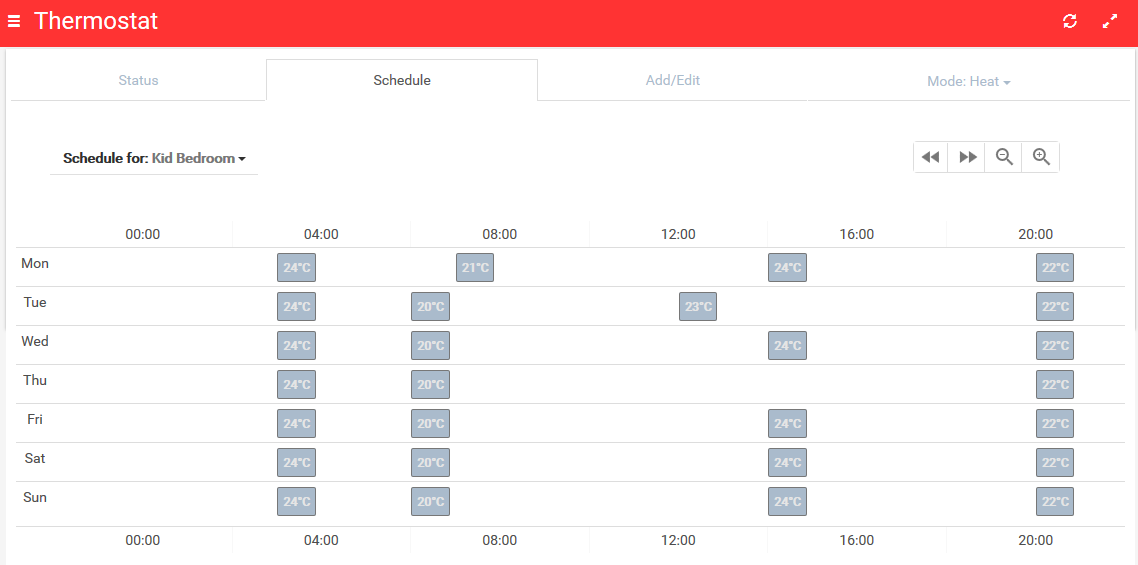 Thermostat
Status Schedule Add/Edit Mode: Heat
Schedule for: Kid Bedroom
00:00 04:00 08:00 12:00 16:00 20:00
Mon 24°C 21°C 24°C 22°C
Tue 24°C 20°C 23°C 22°C
Wed 24°C 20°C 24°C 22°C
Thu 24°C 20°C 22°C
Fri 24°C 20°C 24°C 22°C
Sat 24°C 20°C 24°C 22°C
Sun 24°C 20°C 24°C 22°C
00:00 04:00 08:00 12:00 16:00 20:00